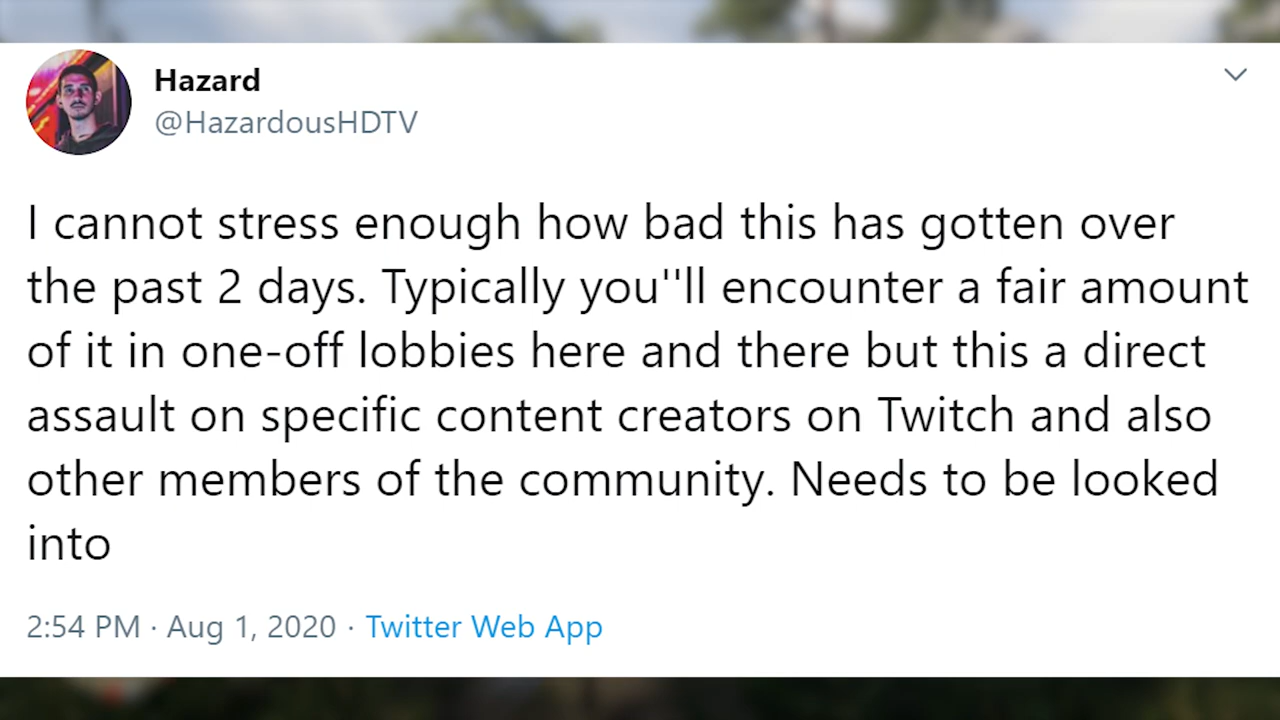 Hazard
@HazardousHDTV
I cannot stress enough how bad this has gotten over
the past 2 days. Typically you''ll encounter a fair amount
of it in one-off lobbies here and there but this a direct
assault on specific content creators on Twitch and also
other members of the community. Needs to be looked
into
2:54 PM · Aug 1, 2020 · Twitter Web App